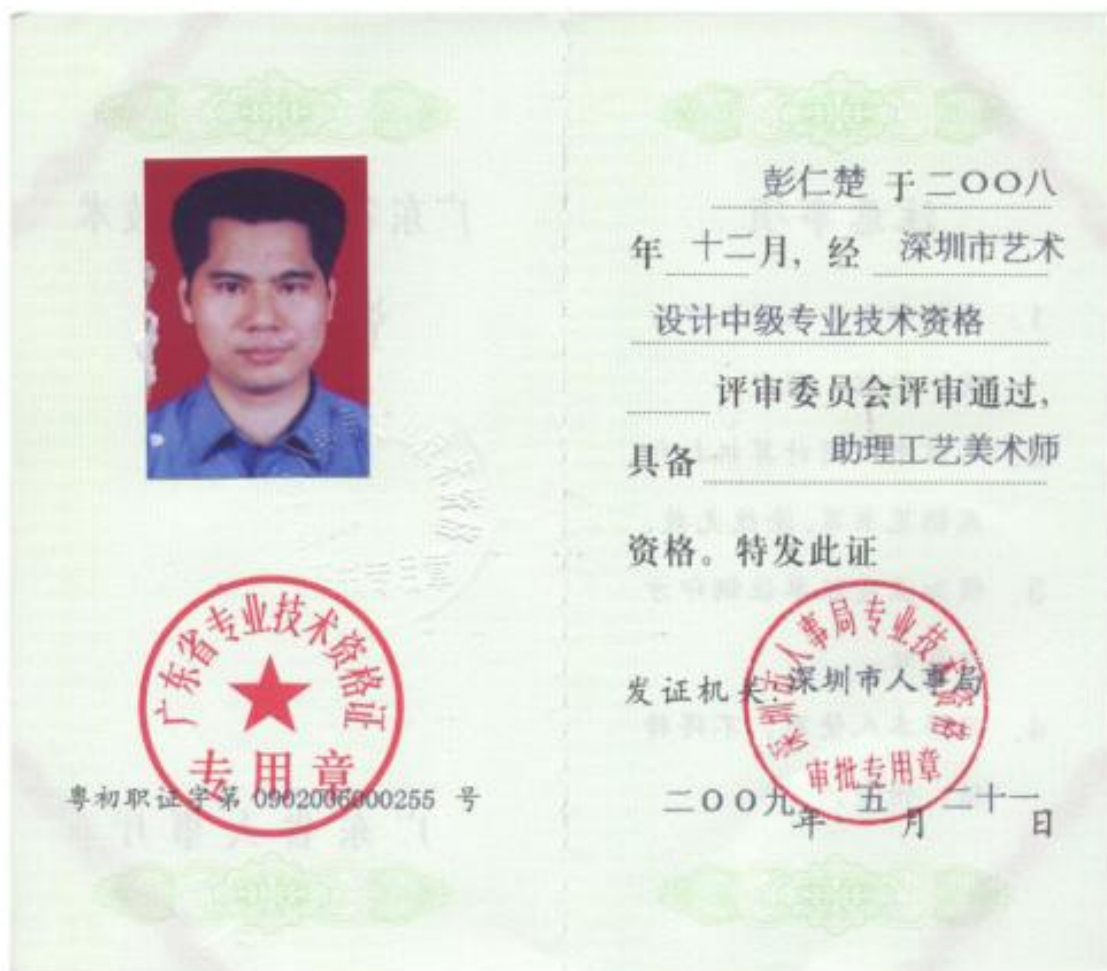 广东省专业技术资格证
专用章
粤初职证字第 0902006000255 号
彭仁楚 于 二〇〇八
年 十二月, 经 深圳市艺术
设计中级专业技术资格
评审委员会评审通过,
具备 助理工艺美术师
资格。特发此证
发证机关: 深圳市人事局
深圳市人事局专业技术资格
审批专用章
二〇〇九年 五月 二十一日